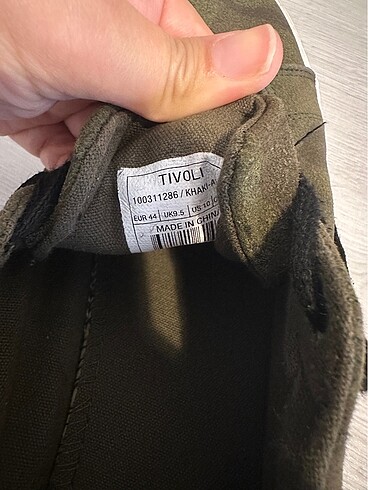 TIVOLI
100311286 / KHAKI-A
EUR 44 UK9.5 US 10
MADE IN CHINA